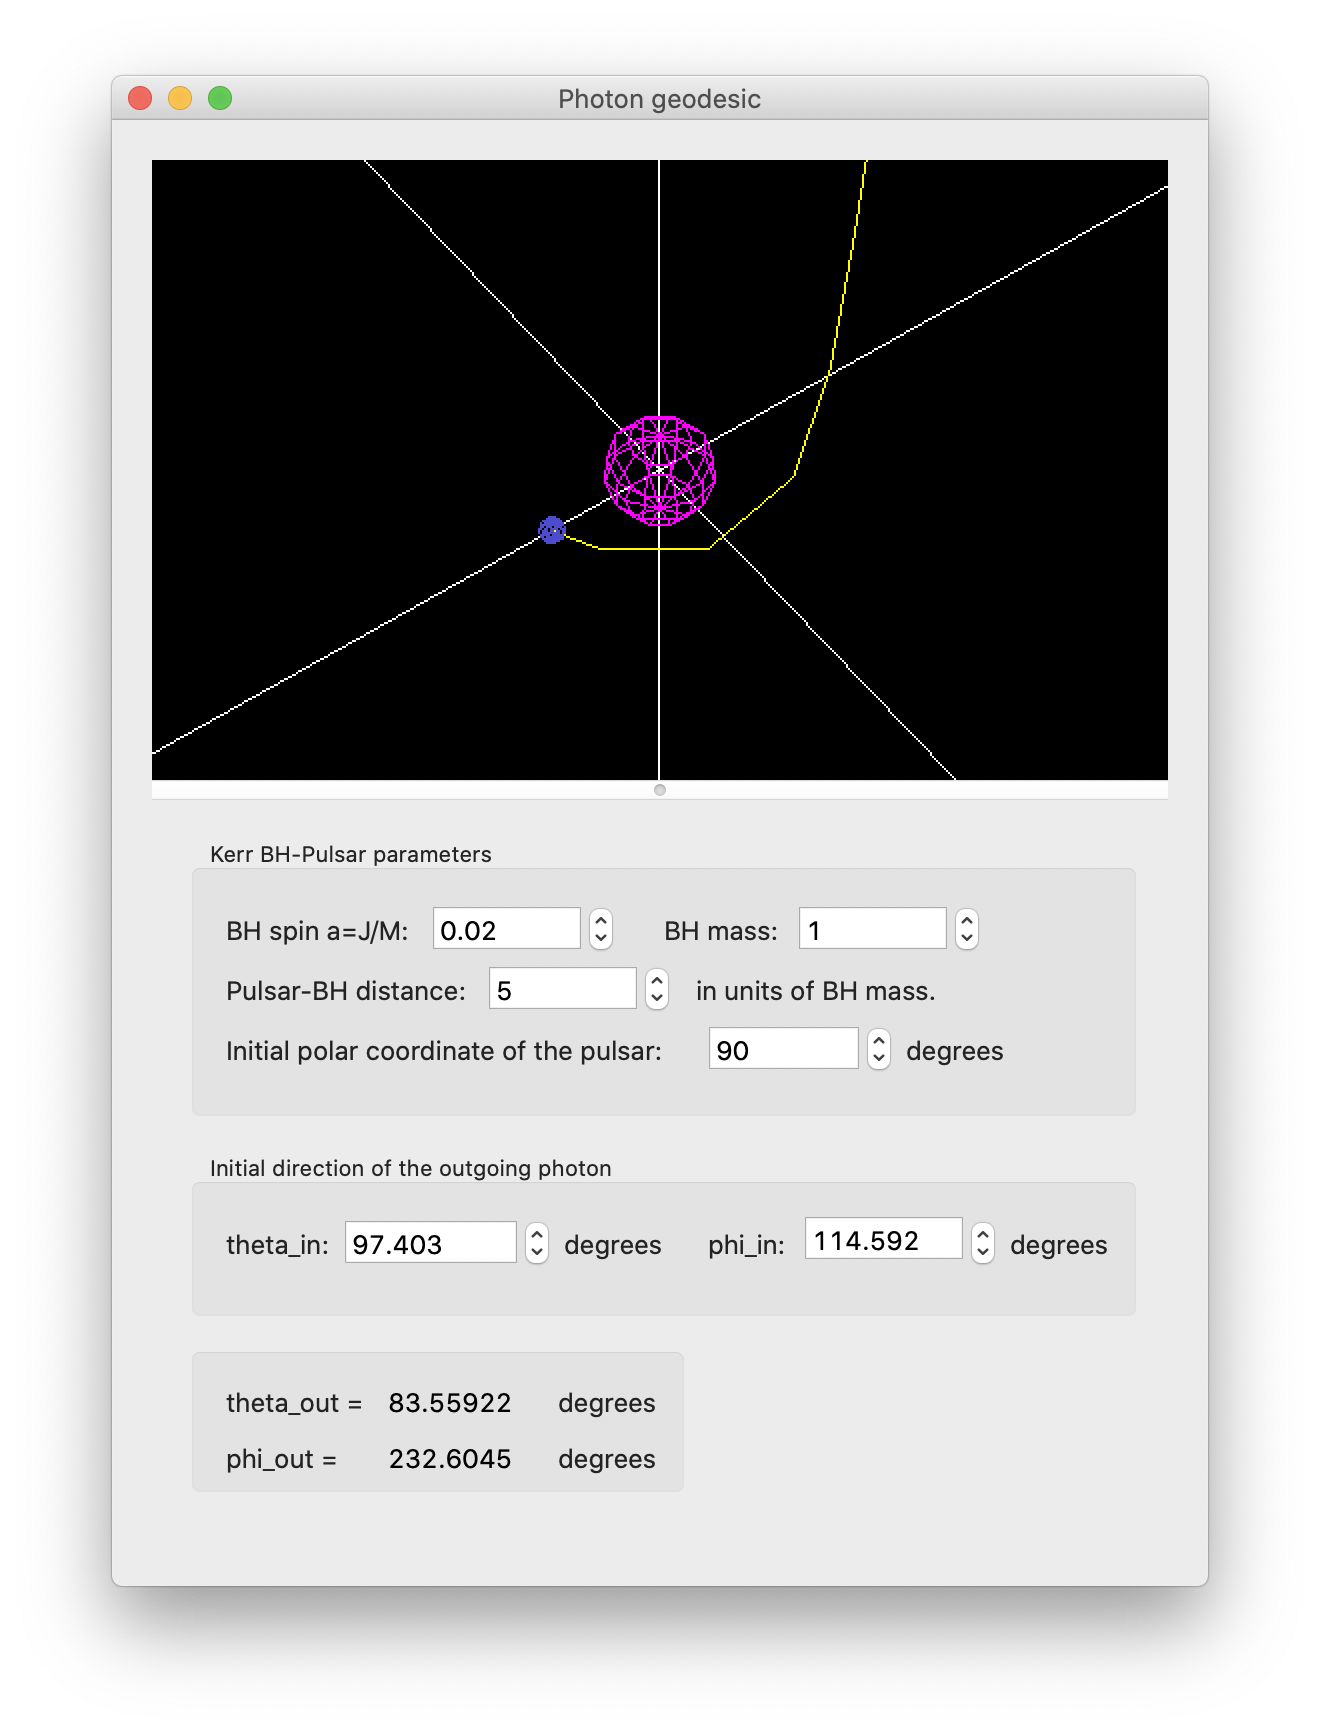 Photon geodesic
Kerr BH-Pulsar parameters
BH spin a=J/M: 0.02 BH mass: 1
Pulsar-BH distance: 5 in units of BH mass.
Initial polar coordinate of the pulsar: 90 degrees
Initial direction of the outgoing photon
theta_in: 97.403 degrees phi_in: 114.592 degrees
theta_out = 83.55922 degrees
phi_out = 232.6045 degrees